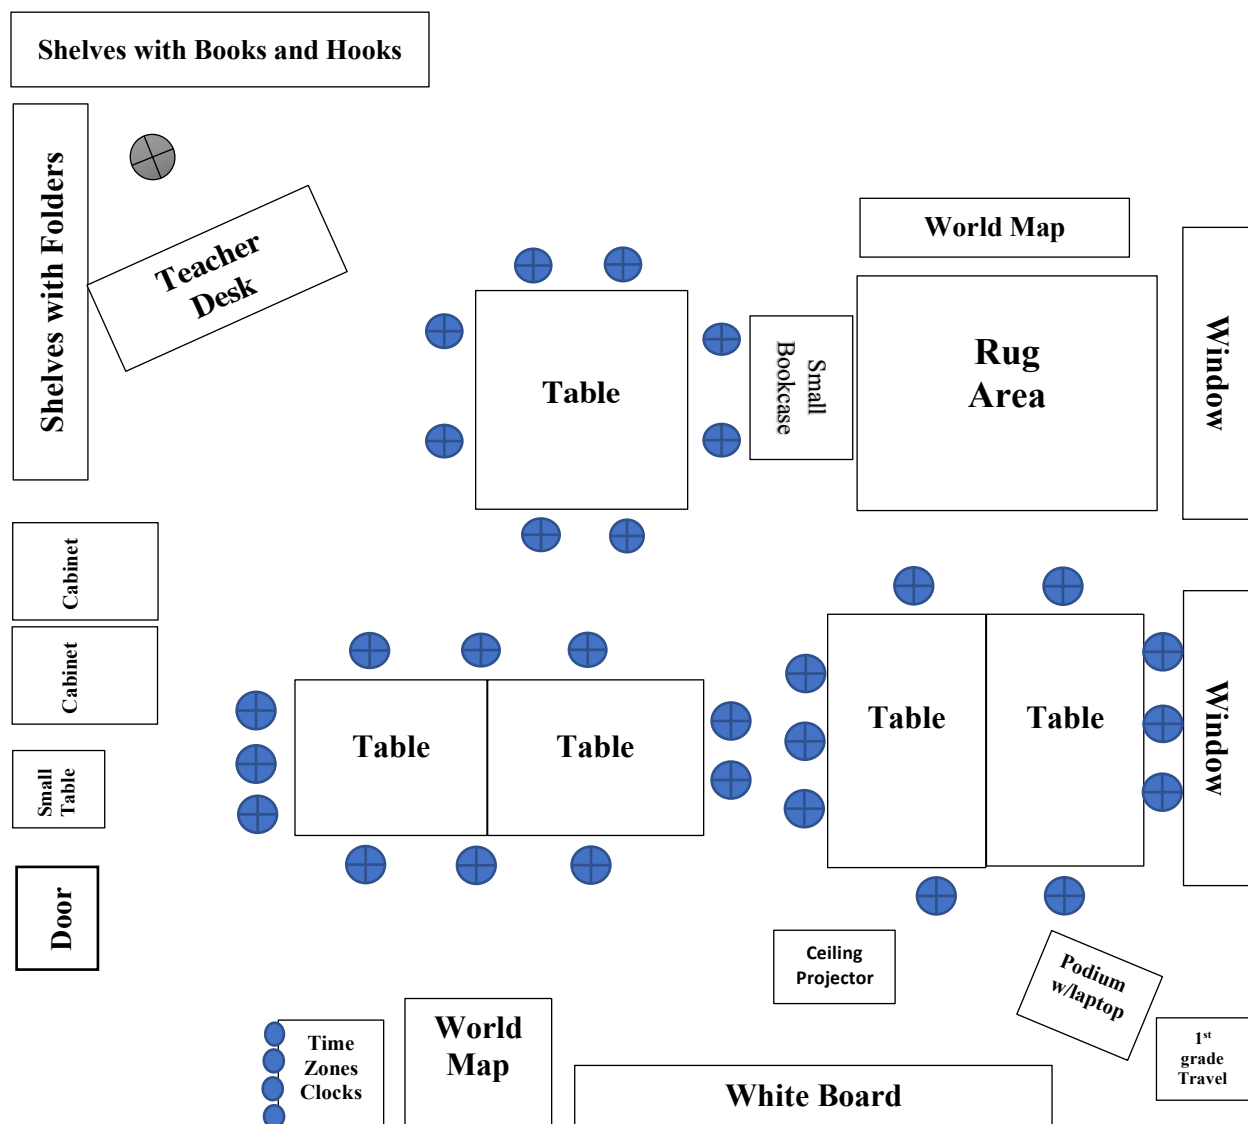 Shelves with Books and Hooks
Shelves with Folders
Teacher
Desk
World Map
Window
Table
Small
Bookcase
Rug
Area
Cabinet
Cabinet
Small
Table
Door
Table
Table
Table
Table
Window
Ceiling
Projector
Podium
w/laptop
1st
grade
Travel
Time
Zones
Clocks
World
Map
White Board